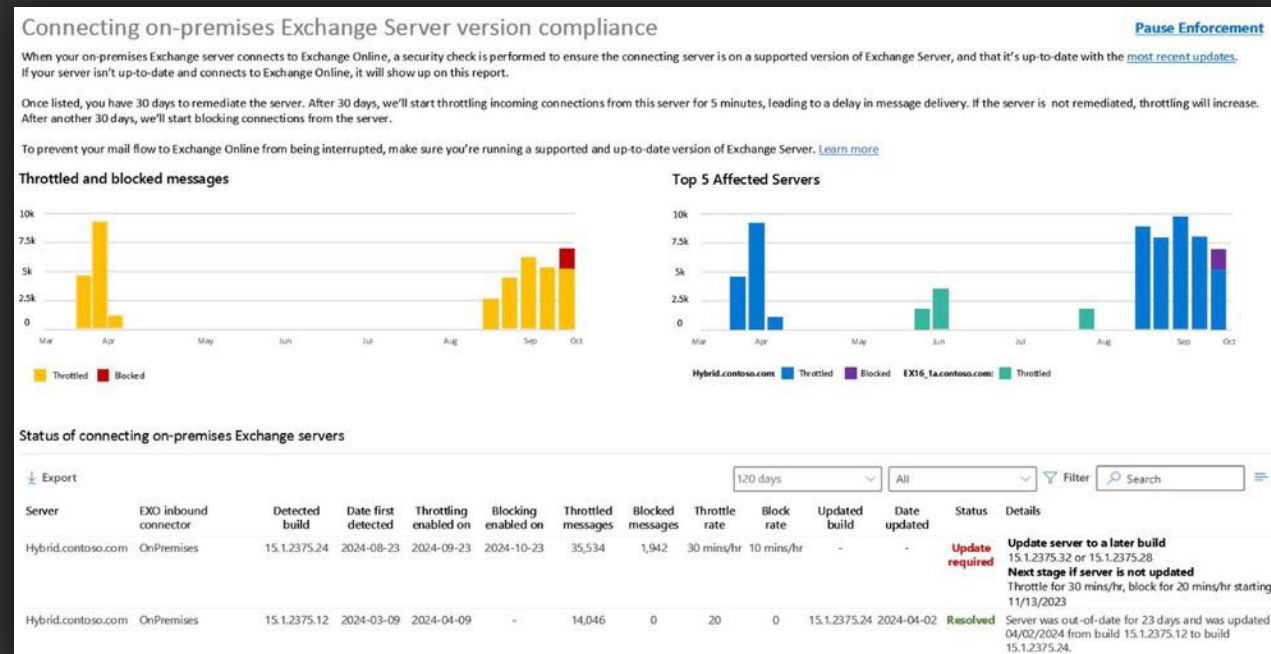 Connecting on-premises Exchange Server version compliance
Pause Enforcement
When your on-premises Exchange server connects to Exchange Online, a security check is performed to ensure the connecting server is on a supported version of Exchange Server, and that it's up-to-date with the most recent updates.
If your server isn't up-to-date and connects to Exchange Online, it will show up on this report.
Once listed, you have 30 days to remediate the server. After 30 days, we'll start throttling incoming connections from this server for 5 minutes, leading to a delay in message delivery. If the server is not remediated, throttling will increase.
After another 30 days, we'll start blocking connections from the server.
To prevent your mail flow to Exchange Online from being interrupted, make sure you're running a supported and up-to-date version of Exchange Server. Learn more
Throttled and blocked messages
10k
7.5k
5k
2.5k
0
Mar Apr May Jun Jul Aug Sep Oct
Throttled Blocked
Top 5 Affected Servers
10k
7.5k
5k
2.5k
0
Mar Apr May Jun Jul Aug Sep Oct
Hybrid.contoso.com Throttled Blocked EX16_1a.contoso.com: Throttled
Status of connecting on-premises Exchange servers
Export
120 days All Filter Search
Server EXO inbound connector Detected build Date first detected Throttling enabled on Blocking enabled on Throttled messages Blocked messages Throttle rate Block rate Updated build Date updated Status Details
Hybrid.contoso.com OnPremises 15.1.2375.24 2024-08-23 2024-09-23 2024-10-23 35,534 1,942 30 mins/hr 10 mins/hr - - Update required
Update server to a later build
15.1.2375.32 or 15.1.2375.28
Next stage if server is not updated
Throttle for 30 mins/hr, block for 20 mins/hr starting
11/13/2023
Hybrid.contoso.com OnPremises 15.1.2375.12 2024-03-09 2024-04-09 - 14,046 0 20 0 15.1.2375.24 2024-04-02 Resolved
Server was out-of-date for 23 days and was updated
04/02/2024 from build 15.1.2375.12 to build
15.1.2375.24.